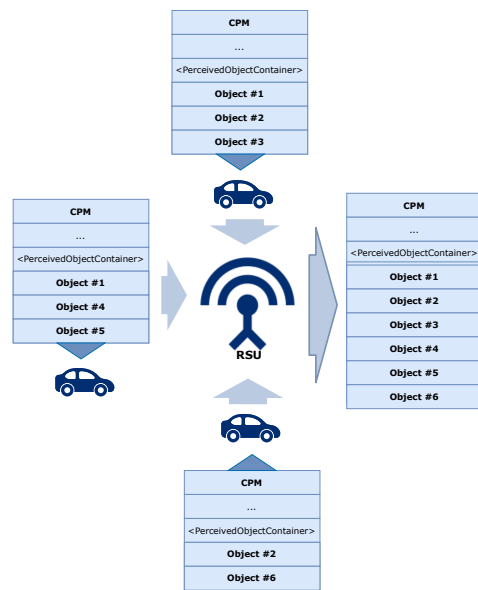 CPM
...
<PerceivedObjectContainer>
Object #1
Object #2
Object #3
CPM
...
<PerceivedObjectContainer>
Object #1
Object #4
Object #5
RSU
CPM
...
<PerceivedObjectContainer>
Object #1
Object #2
Object #3
Object #4
Object #5
Object #6
CPM
...
<PerceivedObjectContainer>
Object #2
Object #6